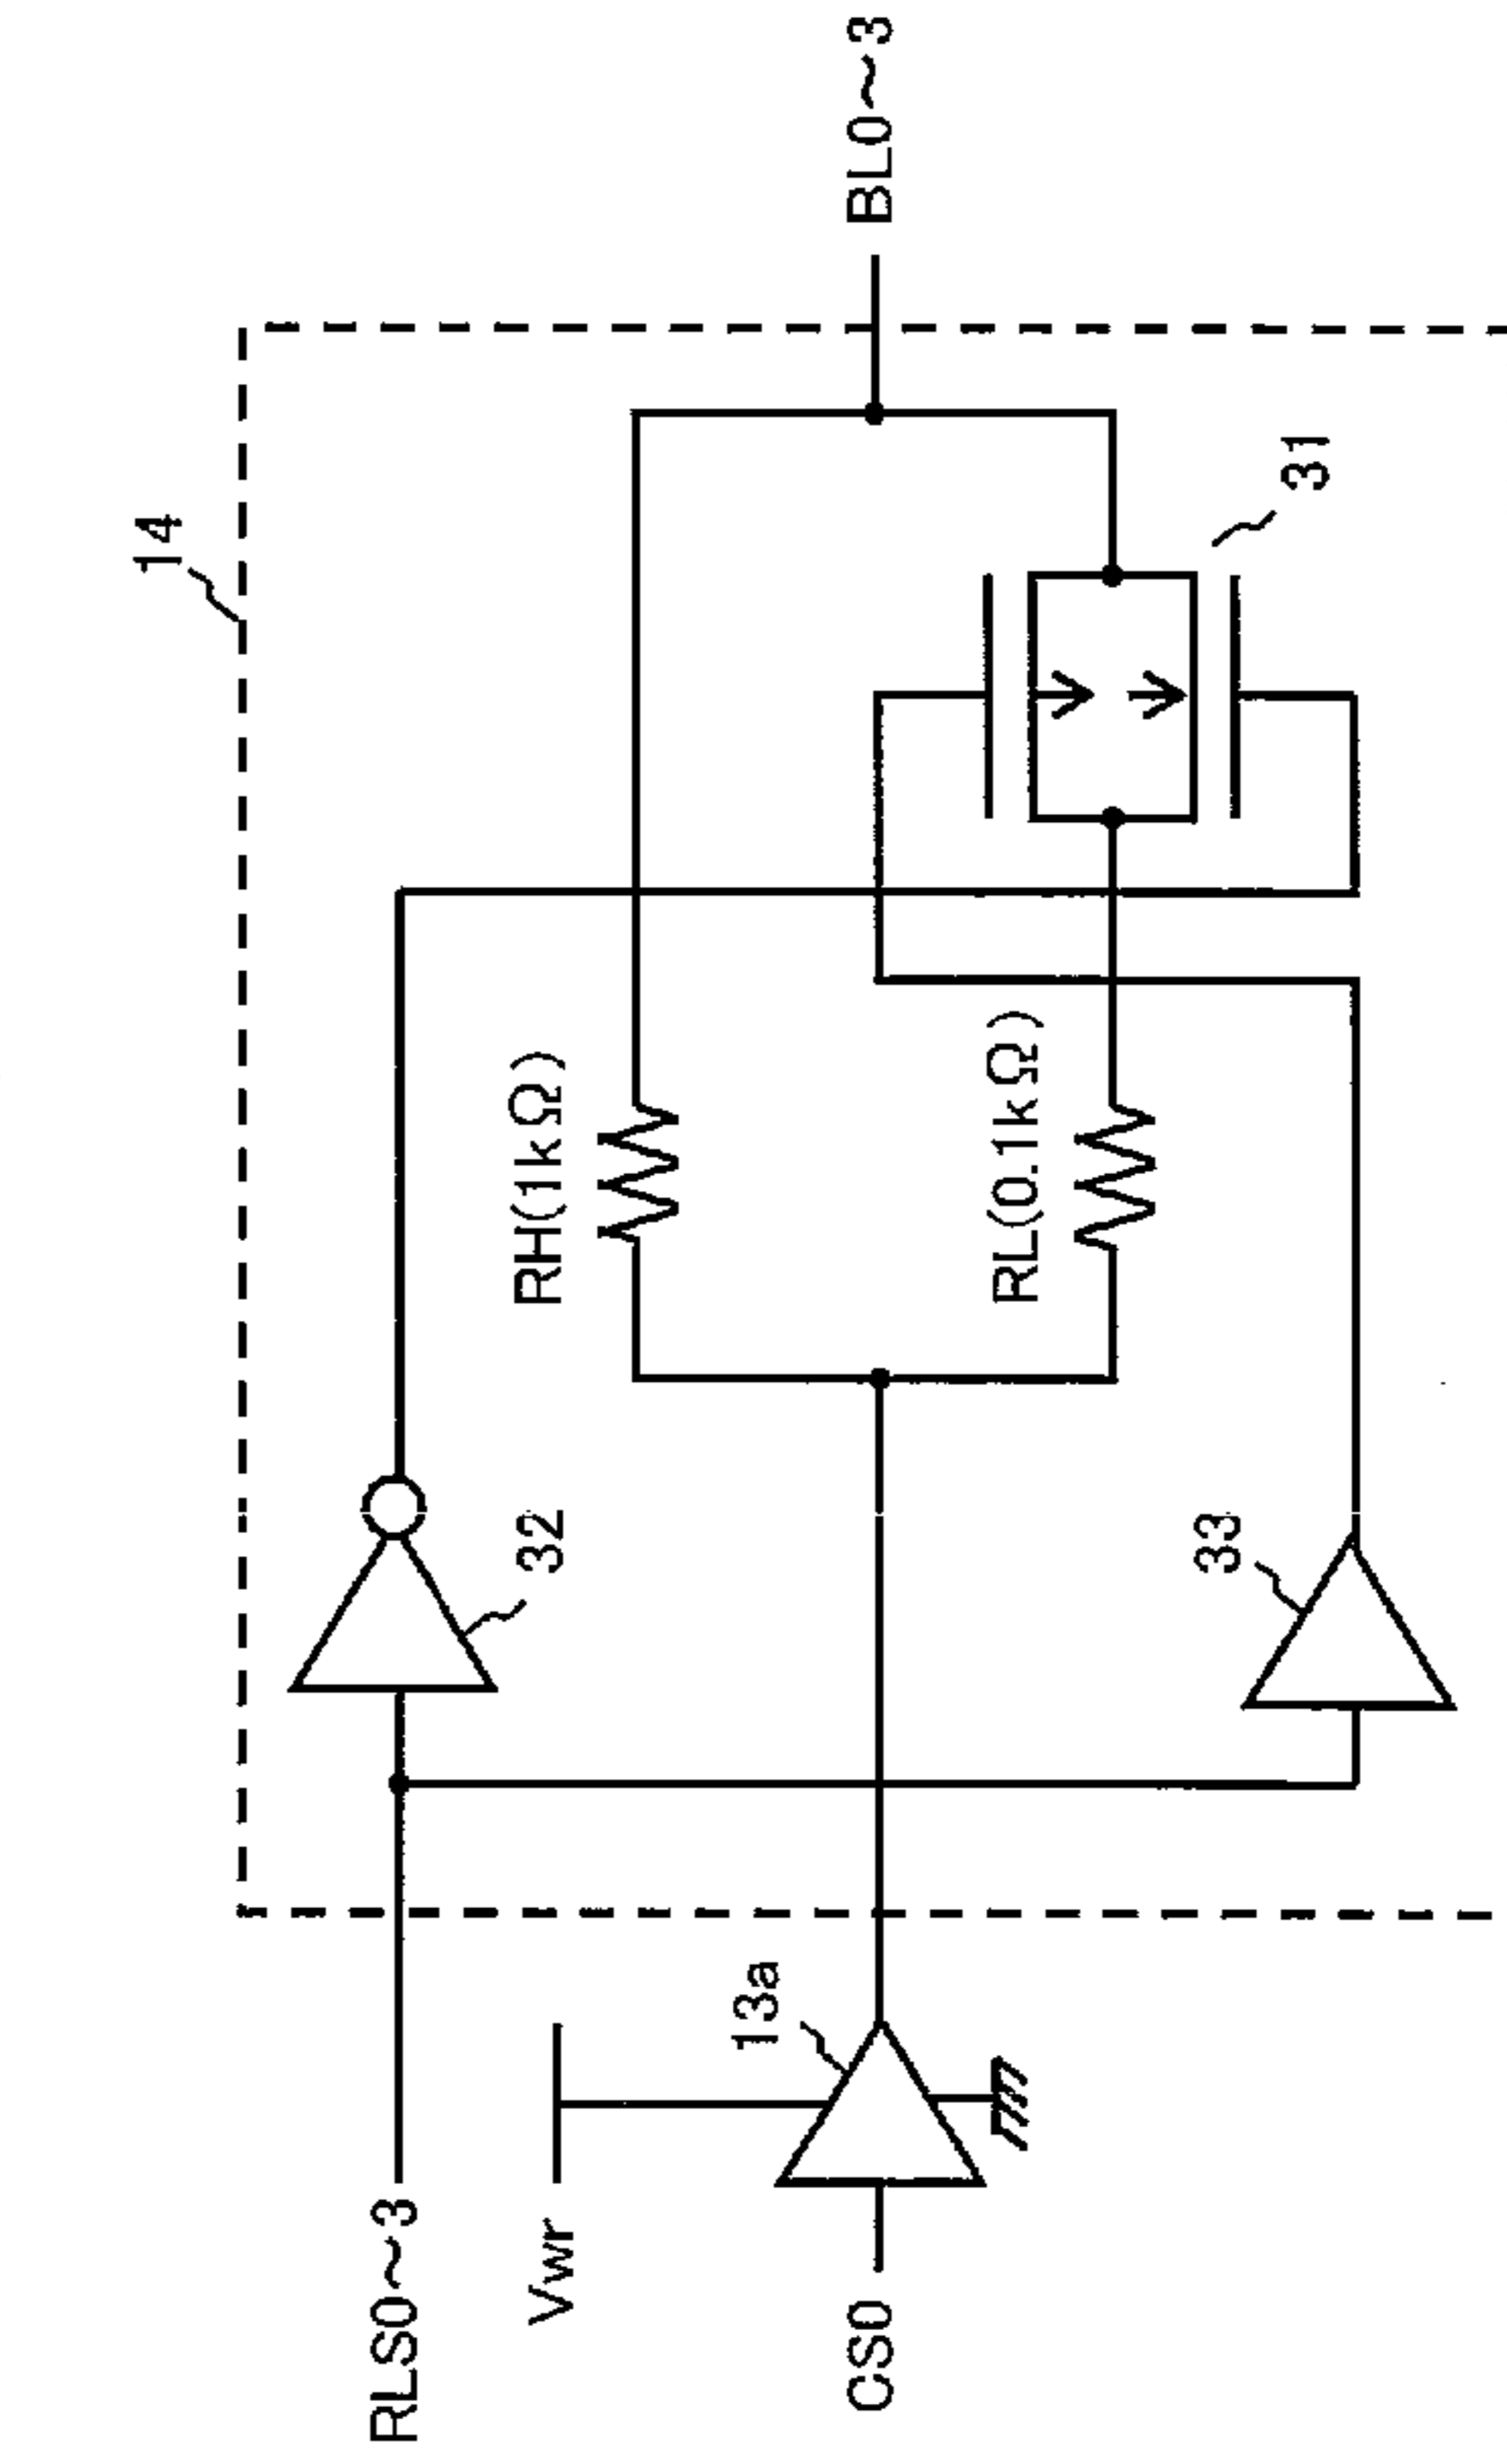 14
RLS0~3
32
Vwr
RH(1kΩ)
13a
CS0
BL0~3
RL(0.1kΩ)
33
31